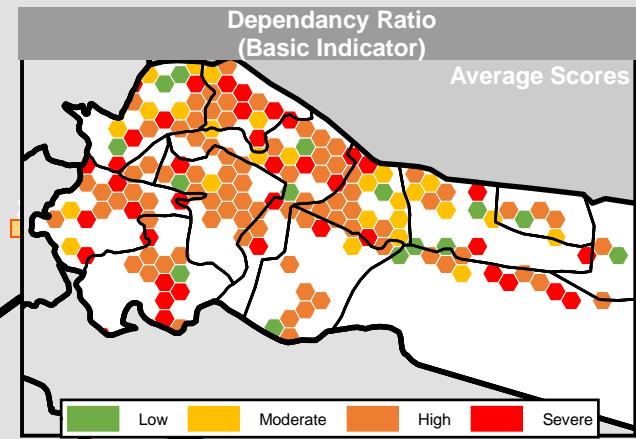 Dependancy Ratio
(Basic Indicator)
Average Scores
Low Moderate High Severe